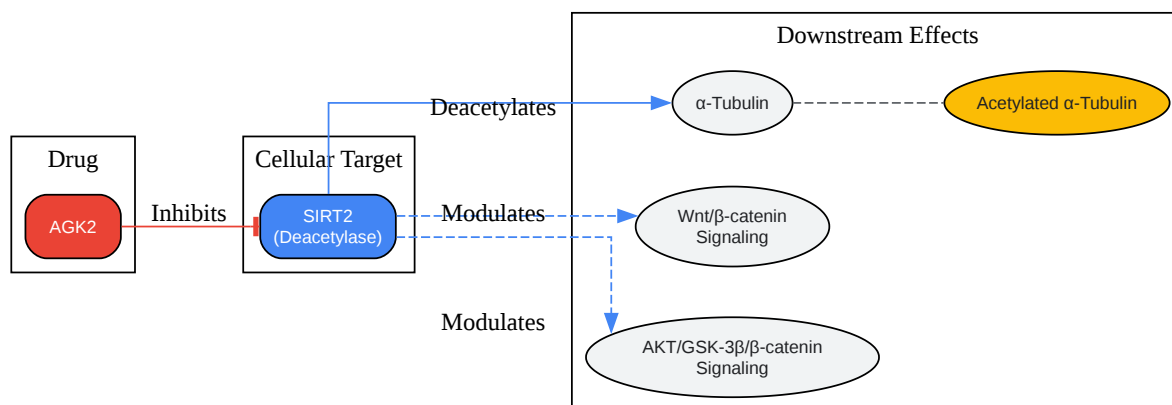 Downstream Effects
Deacetylates
α-Tubulin
Acetylated α-Tubulin
Drug
Cellular Target
AGK2
Inhibits
SIRT2
(Deacetylase)
Modulates
Wnt/β-catenin
Signaling
Modulates
AKT/GSK-3β/β-catenin
Signaling